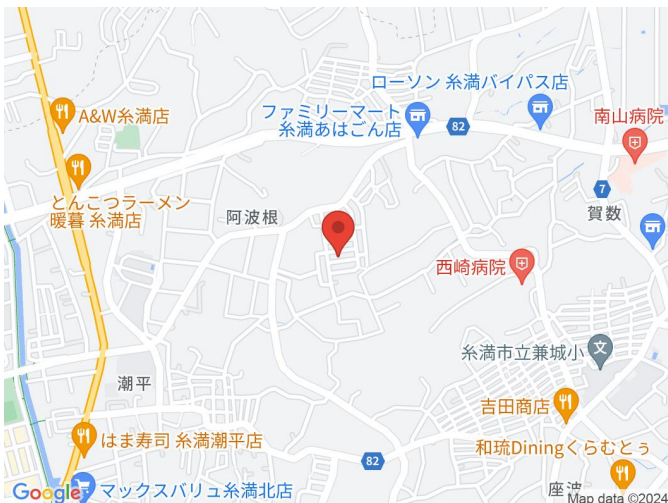 ローソン 糸満バイパス店
A&W糸満店
ファミリーマート
糸満あはごん店
82
南山病院
7
とんこつラーメン
暖暮 糸満店
阿波根
賀数
西崎病院
文
糸満市立兼城小
潮平
吉田商店
はま寿司 糸満潮平店
和琉Diningくらむとぅ
82
座波
Google
マックスバリュ糸満北店
Map data ©2024